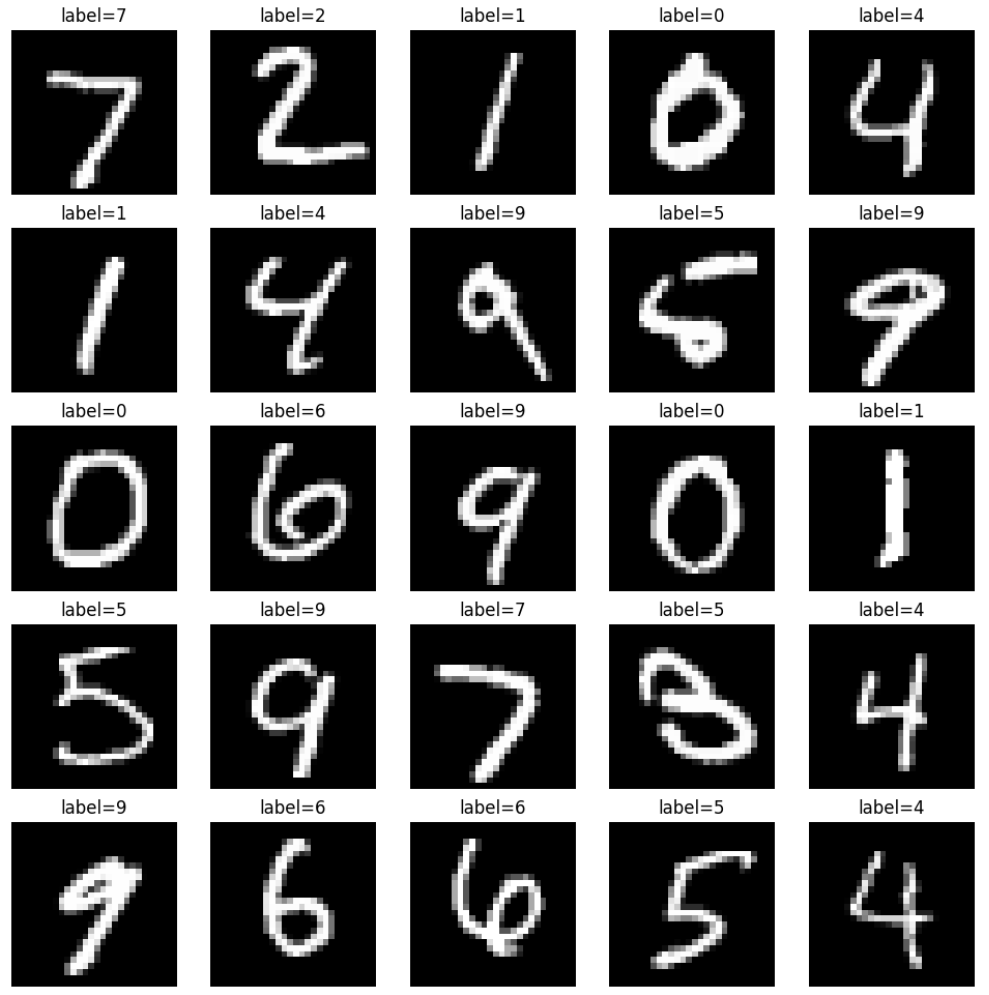 label=7 label=2 label=1 label=0 label=4
7 2 1 0 4
label=1 label=4 label=9 label=5 label=9
1 4 9 5 9
label=0 label=6 label=9 label=0 label=1
0 6 9 0 1
label=5 label=9 label=7 label=5 label=4
5 9 7 3 4
label=9 label=6 label=6 label=5 label=4
9 6 6 5 4